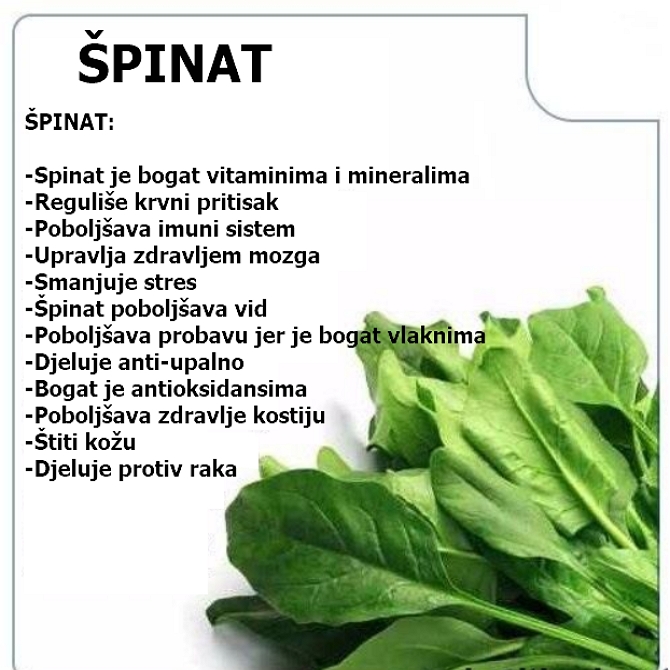 ŠPINAT
ŠPINAT:
-Spinat je bogat vitaminima i mineralima
-Reguliše krvni pritisak
-Poboljšava imuni sistem
-Upravlja zdravljem mozga
-Smanjuje stres
-Špinat poboljšava vid
-Poboljšava probavu jer je bogat vlaknima
-Djeluje anti-upalno
-Bogat je antioksidansima
-Poboljšava zdravlje kostiju
-Štiti kožu
-Djeluje protiv raka